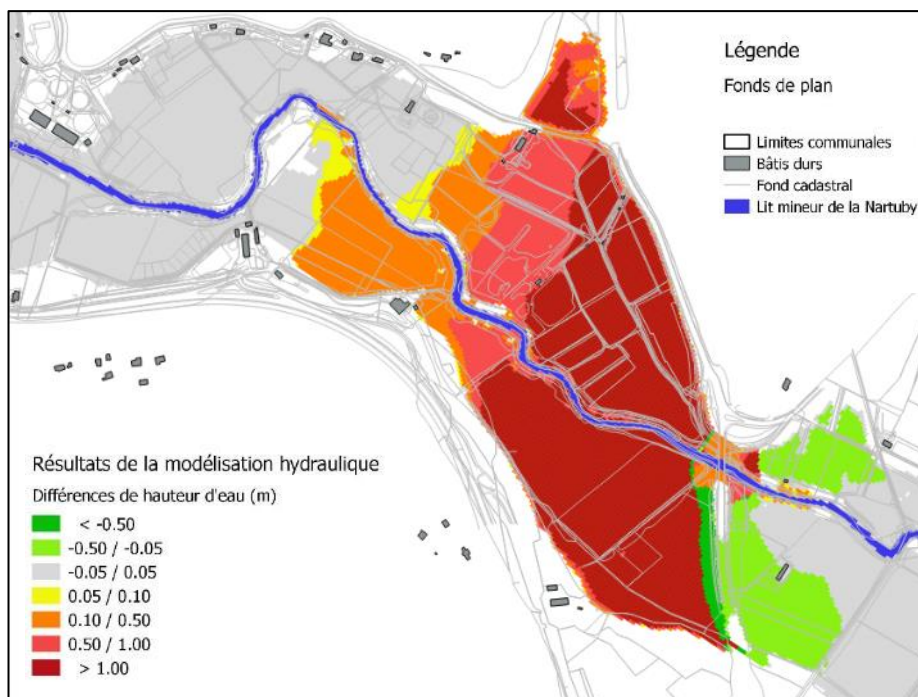 Légende
Fonds de plan
Limites communales
Bâtis durs
Fond cadastral
Lit mineur de la Nartuby
Résultats de la modélisation hydraulique
Différences de hauteur d'eau (m)
< -0.50
-0.50 / -0.05
-0.05 / 0.05
0.05 / 0.10
0.10 / 0.50
0.50 / 1.00
> 1.00